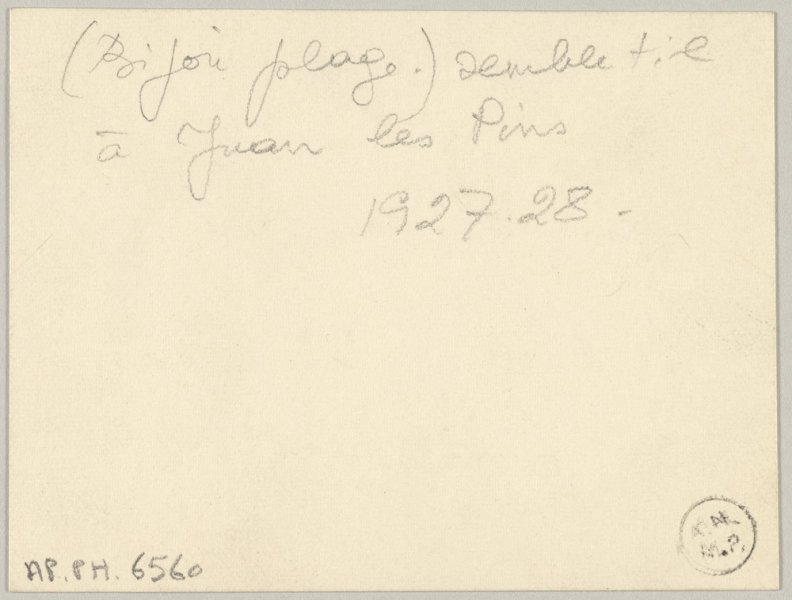 (Bijou plage.) semble t-il
à Juan les Pins
1927.28-
AP.PH. 6560
M.P.